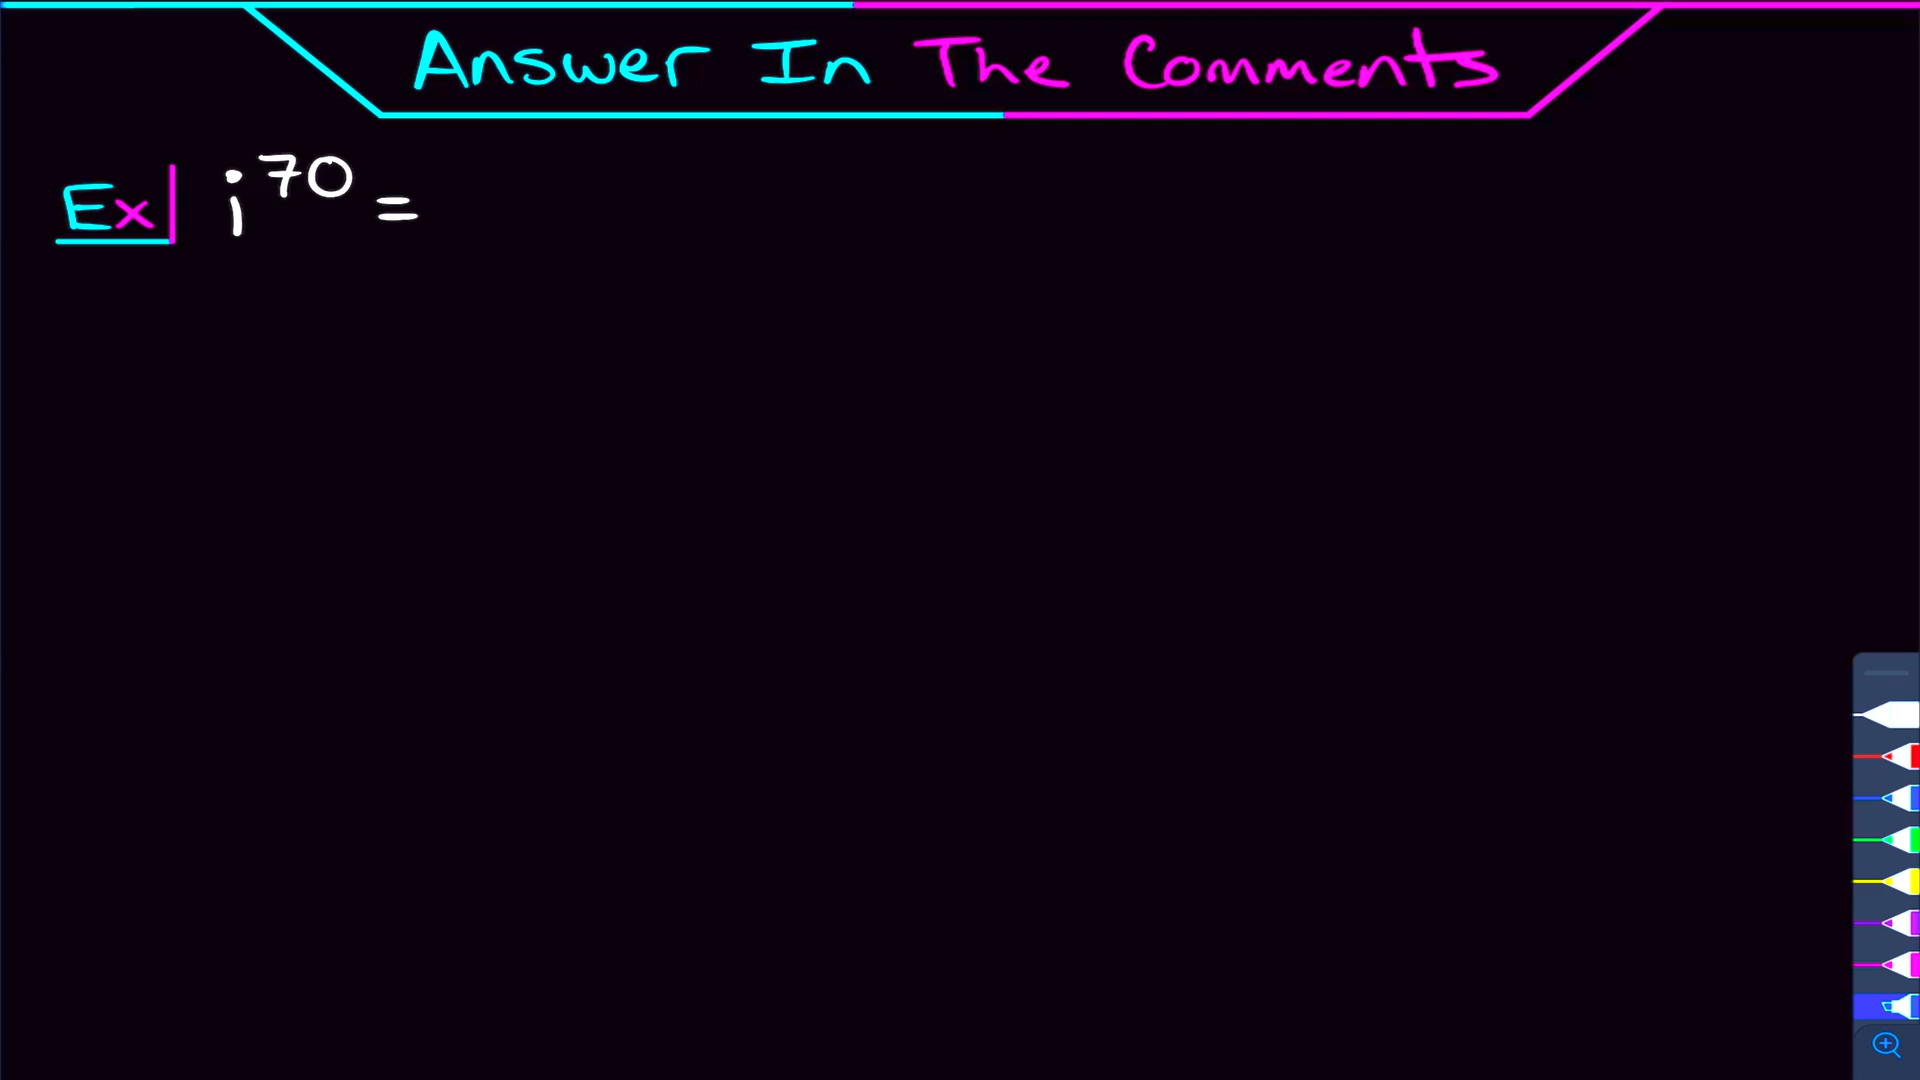 Answer In The Comments
Ex| i^70 =